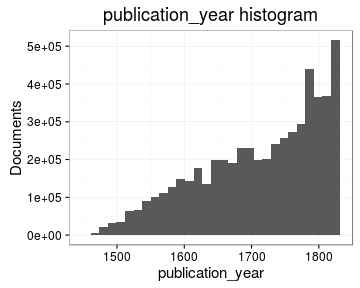 publication_year histogram
5e+05
4e+05
3e+05
2e+05
1e+05
0e+00
Documents
1500 1600 1700 1800
publication_year